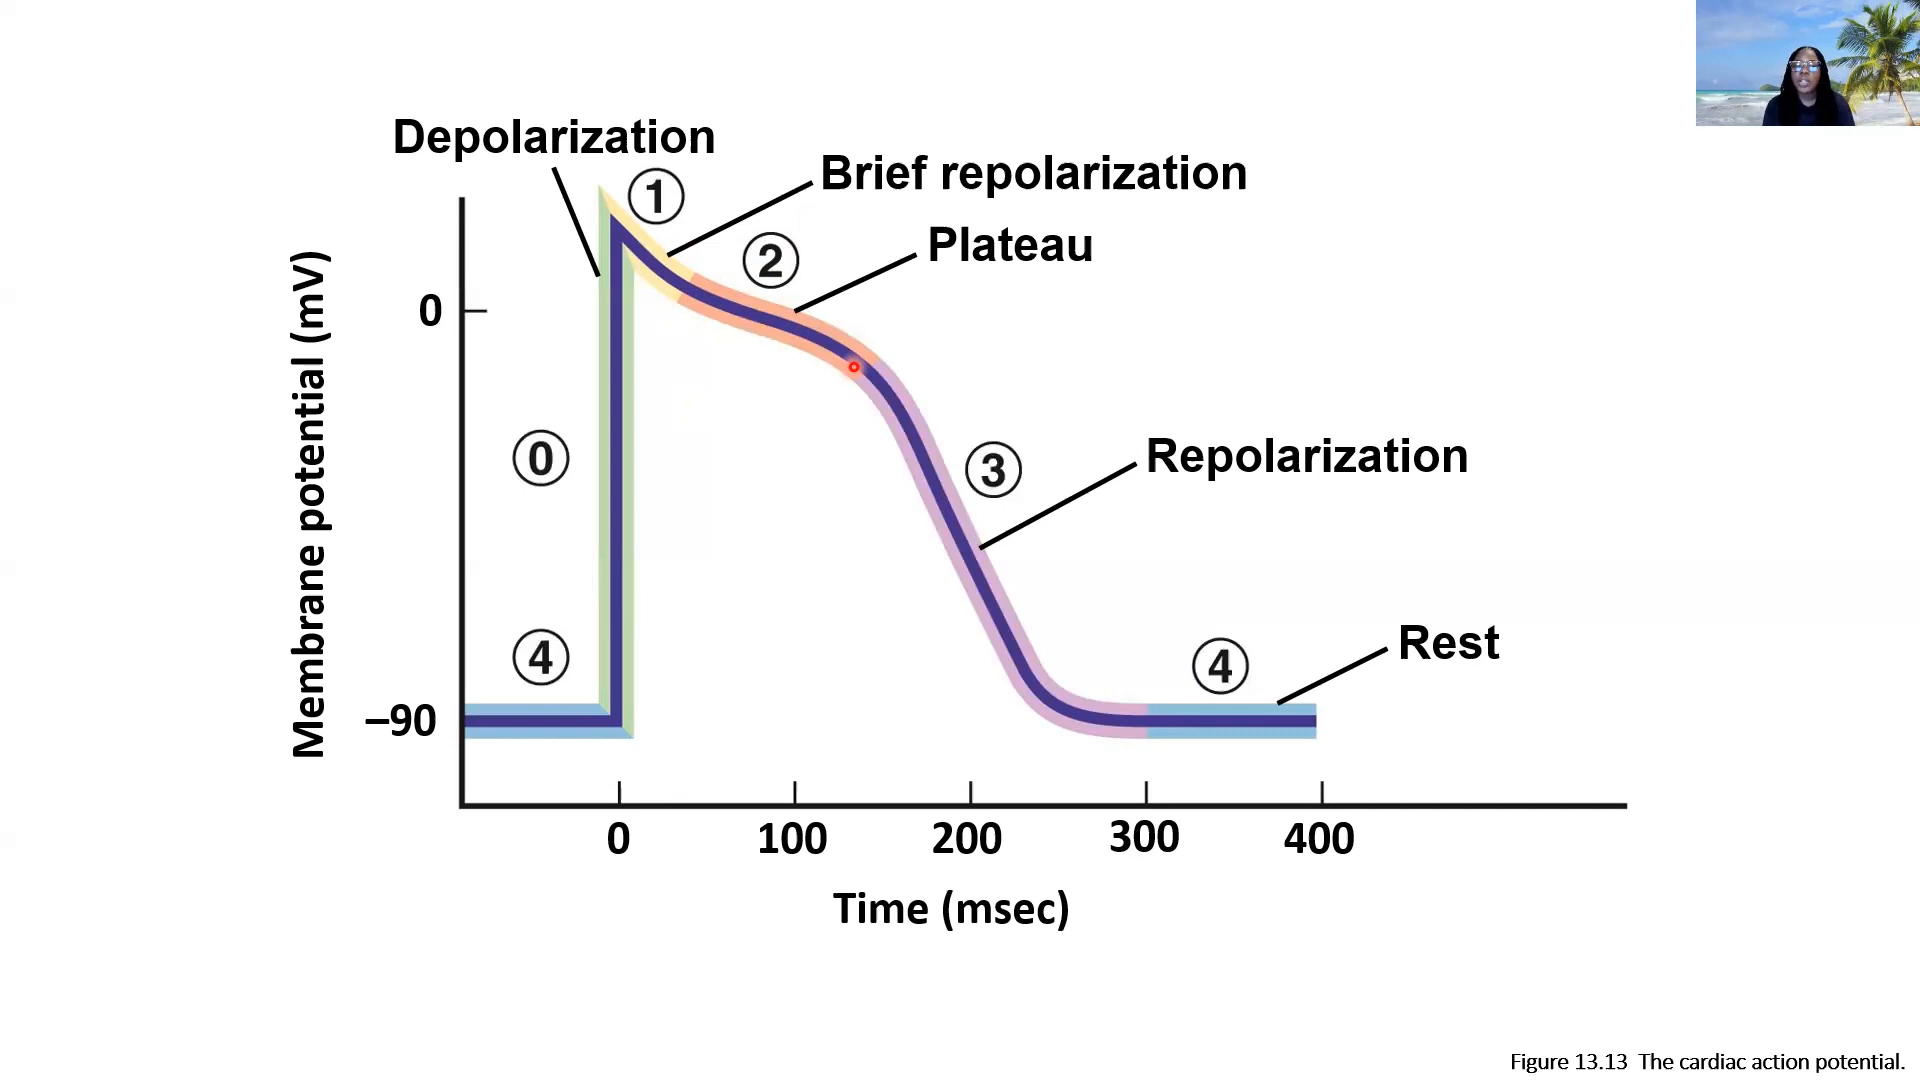 Depolarization
①
Brief repolarization
②
Plateau
Membrane potential (mV)
0
⓪
③
Repolarization
④
④
Rest
–90
0
100
200
300
400
Time (msec)
Figure 13.13 The cardiac action potential.